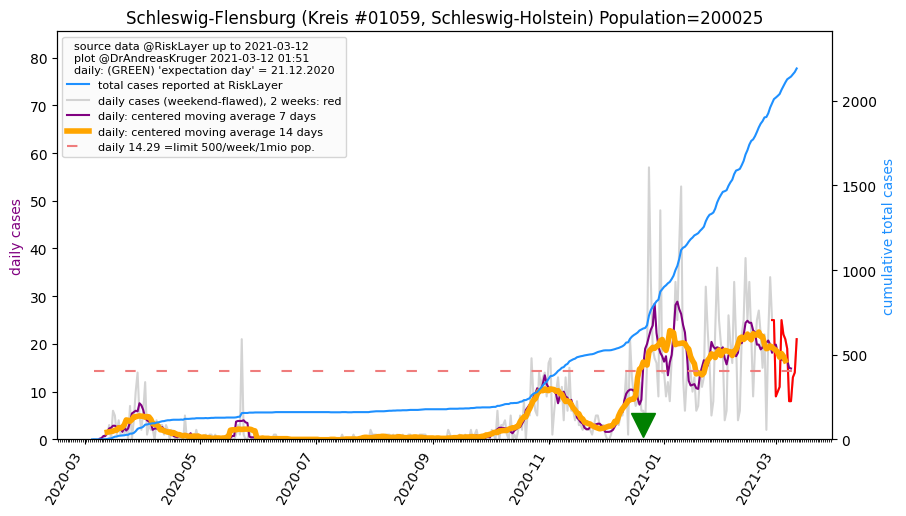 Schleswig-Flensburg (Kreis #01059, Schleswig-Holstein) Population=200025
source data @RiskLayer up to 2021-03-12
plot @DrAndreasKruger 2021-03-12 01:51
daily: (GREEN) 'expectation day' = 21.12.2020
total cases reported at RiskLayer
daily cases (weekend-flawed), 2 weeks: red
daily: centered moving average 7 days
daily: centered moving average 14 days
daily 14.29 =limit 500/week/1mio pop.
daily cases
80
70
60
50
40
30
20
10
0
cumulative total cases
2000
1500
1000
500
0
2020-03
2020-05
2020-07
2020-09
2020-11
2021-01
2021-03